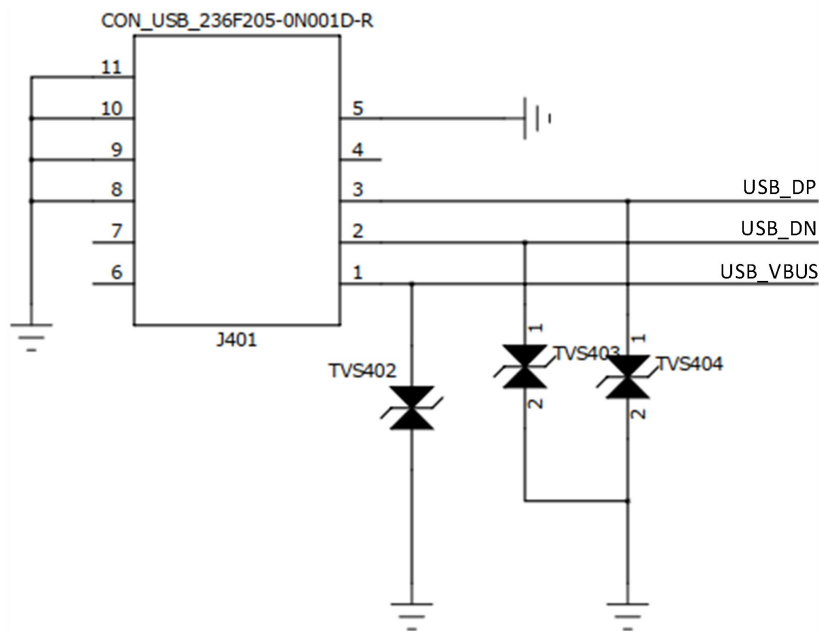 CON_USB_236F205-0N001D-R
11
10
9
8
7
6
5
4
3
2
1
J401
USB_DP
USB_DN
USB_VBUS
TVS402
1
TVS403
2
1
TVS404
2